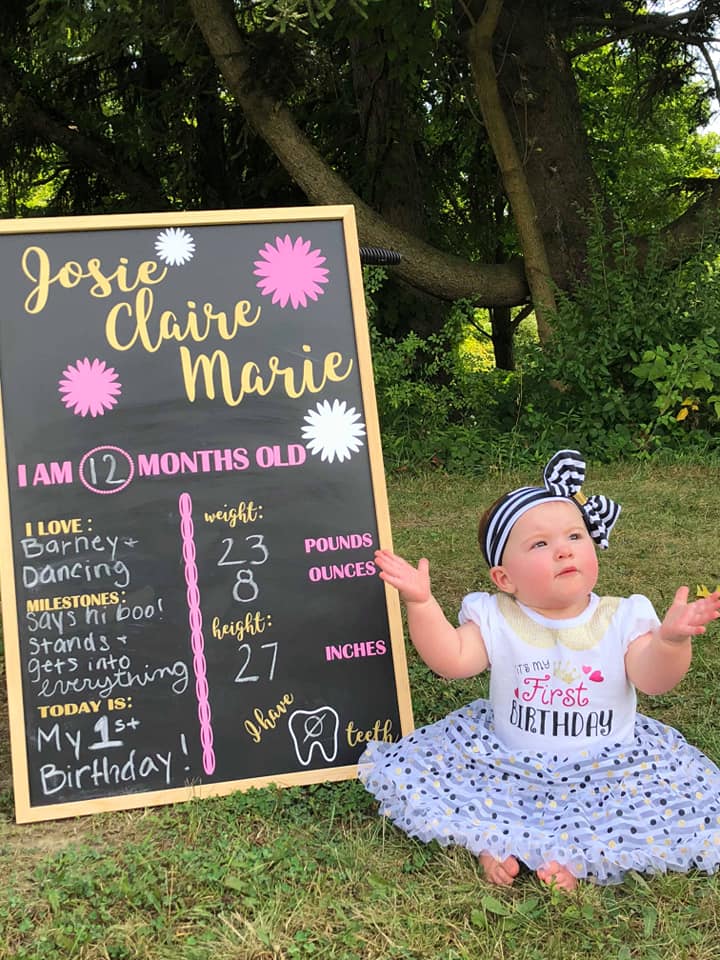 Josie
Claire
Marie
I AM 12 MONTHS OLD
I LOVE :
Barney +
Dancing
MILESTONES:
Says hi boo!
Stands +
gets into
everything
TODAY IS:
My 1st
Birthday!
weight:
23 POUNDS
8 OUNCES
height:
27 INCHES
I have Ø teeth
IT'S MY
First
BIRTHDAY